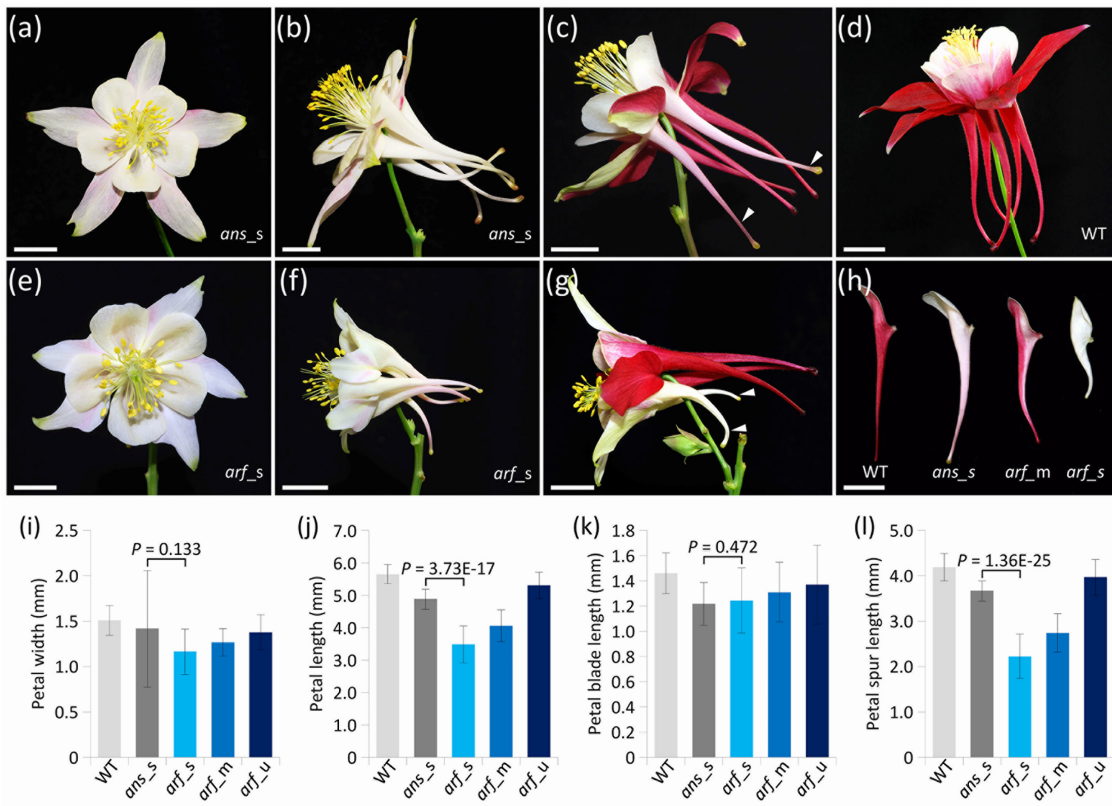 (a)
ans_s
(b)
ans_s
(c)
(d)
WT
(e)
arf_s
(f)
arf_s
(g)
(h)
WT ans_s arf_m arf_s
(i)
Petal width (mm)
2.5
2.0
1.5
1.0
0.5
0
P = 0.133
WT ans_s arf_s arf_m arf_u
(j)
Petal length (mm)
7.0
6.0
5.0
4.0
3.0
2.0
1.0
0
P = 3.73E-17
WT ans_s arf_s arf_m arf_u
(k)
Petal blade length (mm)
1.8
1.6
1.4
1.2
1.0
0.8
0.6
0.4
0.2
0
P = 0.472
WT ans_s arf_s arf_m arf_u
(l)
Petal spur length (mm)
5.0
4.0
3.0
2.0
1.0
0
P = 1.36E-25
WT ans_s arf_s arf_m arf_u